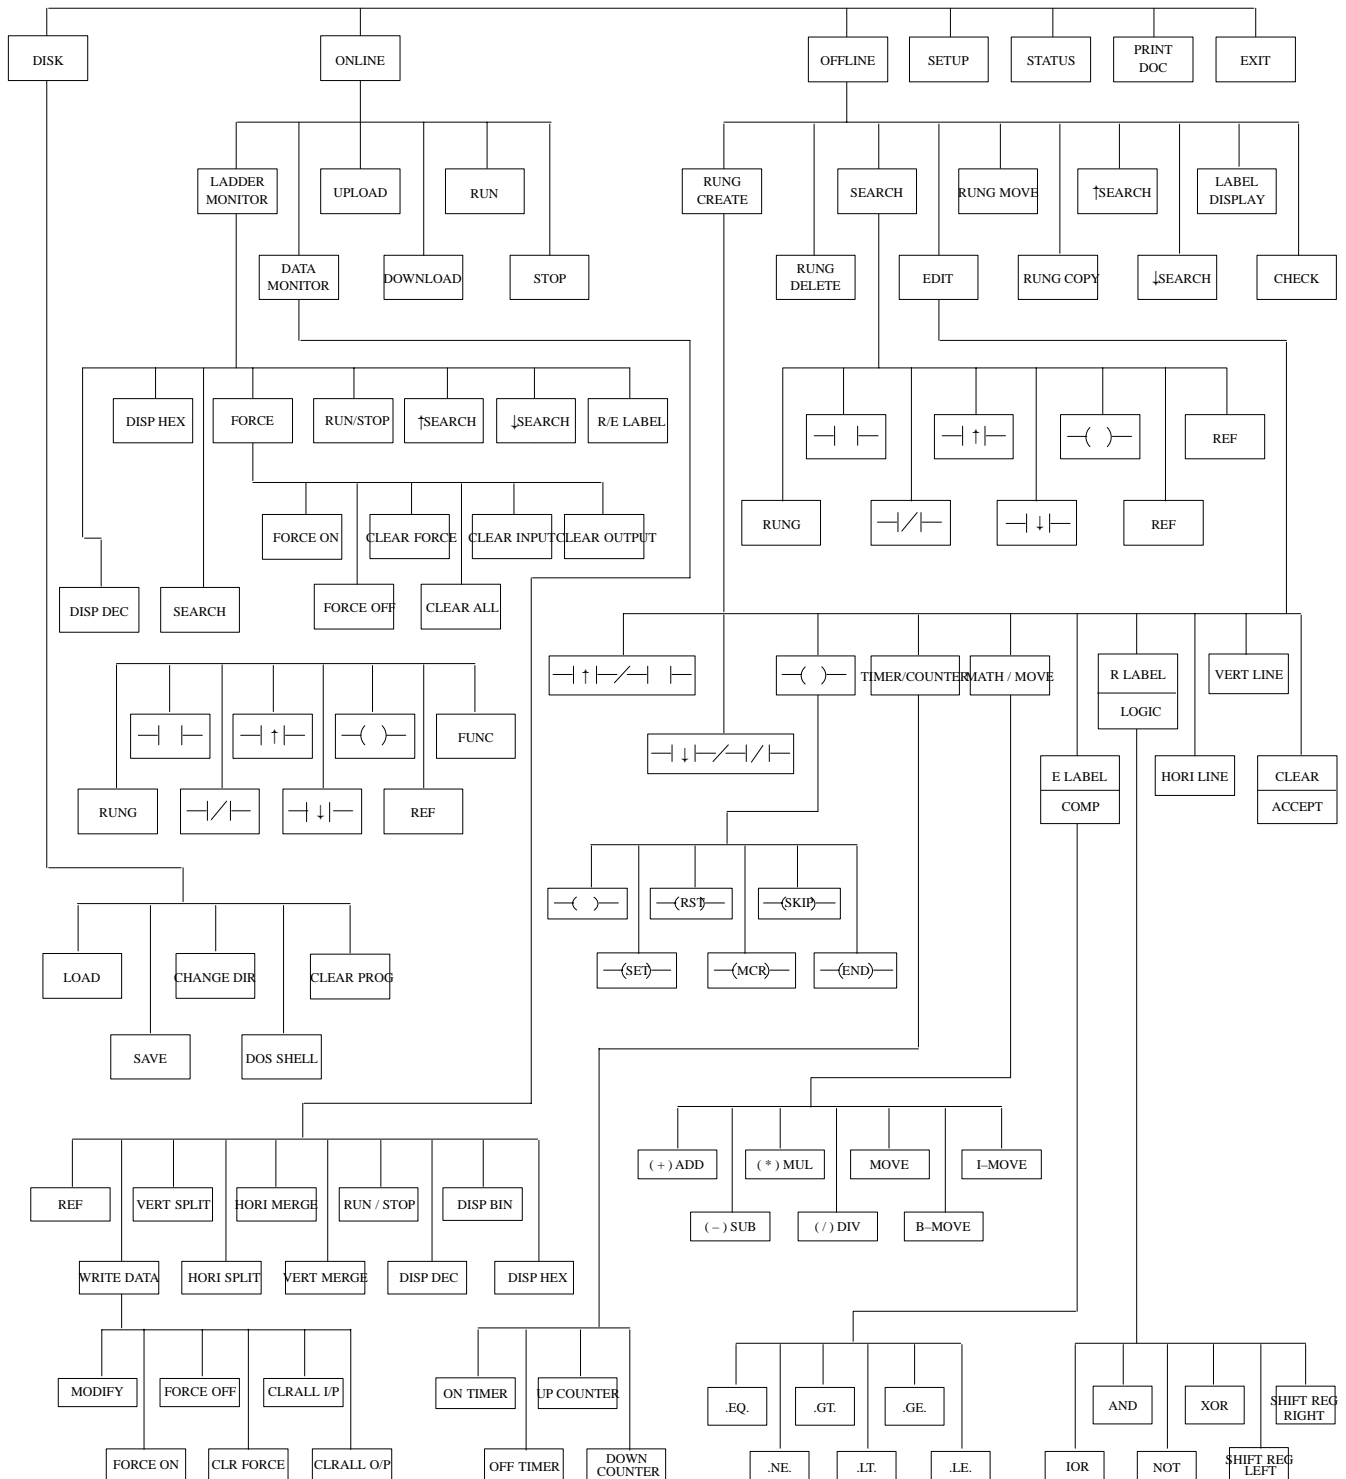 DISK
ONLINE
OFFLINE
SETUP
STATUS
PRINT
DOC
EXIT
LADDER
MONITOR
UPLOAD
RUN
RUNG
CREATE
SEARCH
RUNG MOVE
↑SEARCH
LABEL
DISPLAY
DATA
MONITOR
DOWNLOAD
STOP
RUNG
DELETE
EDIT
RUNG COPY
↓SEARCH
CHECK
DISP HEX
FORCE
RUN/STOP
↑SEARCH
↓SEARCH
R/E LABEL
REF
RUNG
REF
FORCE ON
CLEAR FORCE
CLEAR INPUT
CLEAR OUTPUT
DISP DEC
SEARCH
FORCE OFF
CLEAR ALL
TIMER/COUNTER
MATH / MOVE
R LABEL
LOGIC
VERT LINE
FUNC
E LABEL
COMP
HORI LINE
CLEAR
ACCEPT
RUNG
REF
(RST)
(SKIP)
(SET)
(MCR)
(END)
LOAD
CHANGE DIR
CLEAR PROG
SAVE
DOS SHELL
( + ) ADD
( * ) MUL
MOVE
I–MOVE
( – ) SUB
( / ) DIV
B–MOVE
REF
VERT SPLIT
HORI MERGE
RUN / STOP
DISP BIN
WRITE DATA
HORI SPLIT
VERT MERGE
DISP DEC
DISP HEX
MODIFY
FORCE OFF
CLRALL I/P
ON TIMER
UP COUNTER
.EQ.
.GT.
.GE.
AND
XOR
SHIFT REG
RIGHT
FORCE ON
CLR FORCE
CLRALL O/P
OFF TIMER
DOWN
COUNTER
.NE.
.LT.
.LE.
IOR
NOT
SHIFT REG
LEFT